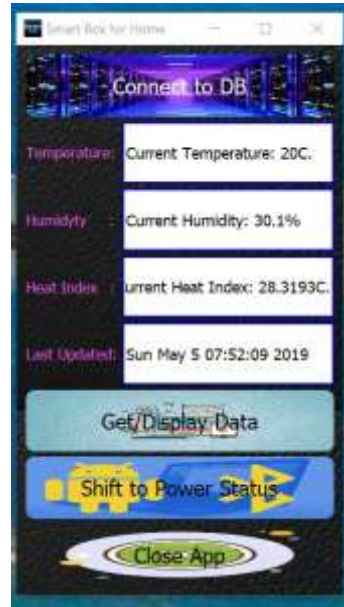 Smart Box for Home
Connect to DB
Temperature: Current Temperature: 20C.
Humidyty : Current Humidity: 30.1%
Heat Index : urrent Heat Index: 28.3193C.
Last Updated: Sun May 5 07:52:09 2019
Get/Display Data
Shift to Power Status
Close App